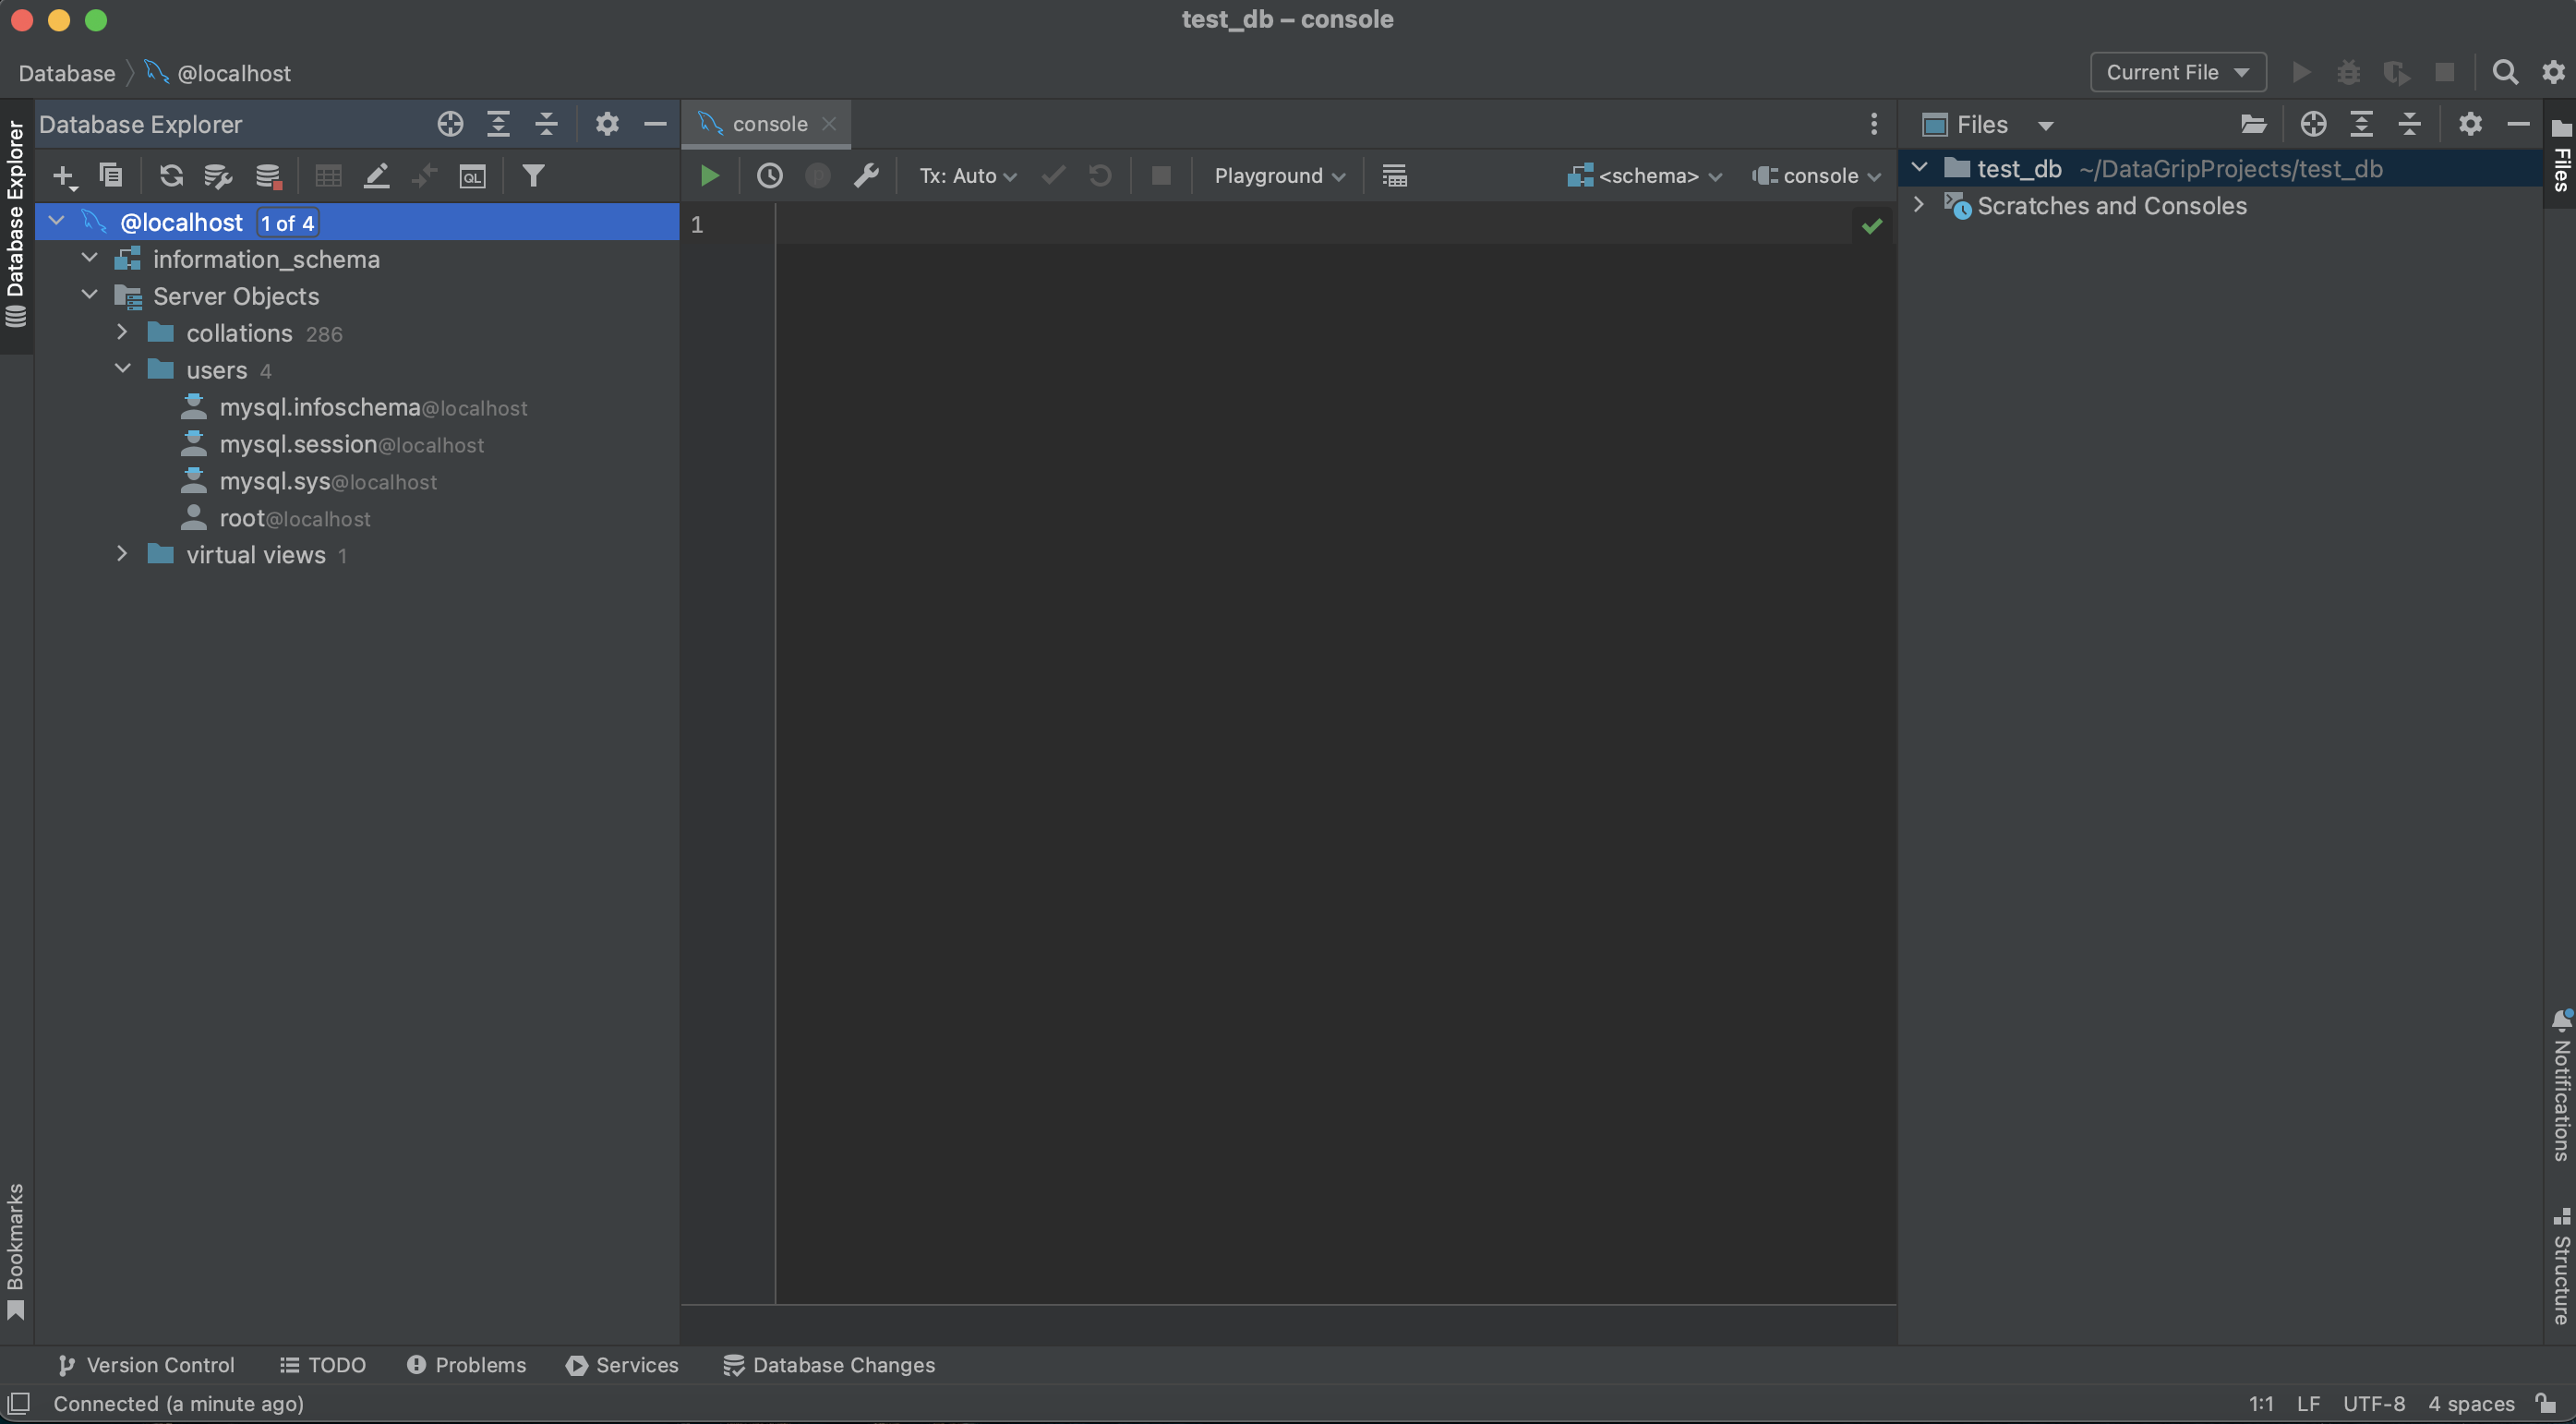 test_db – console
Database
@localhost
Current File
Database Explorer
Database Explorer
QL
@localhost 1 of 4
information_schema
Server Objects
collations 286
users 4
mysql.infoschema@localhost
mysql.session@localhost
mysql.sys@localhost
root@localhost
virtual views 1
Bookmarks
console
p
Tx: Auto
Playground
<schema>
console
1
Files
test_db ~/DataGripProjects/test_db
Scratches and Consoles
Files
Notifications
Structure
Version Control
TODO
Problems
Services
Database Changes
Connected (a minute ago)
1:1 LF UTF-8 4 spaces